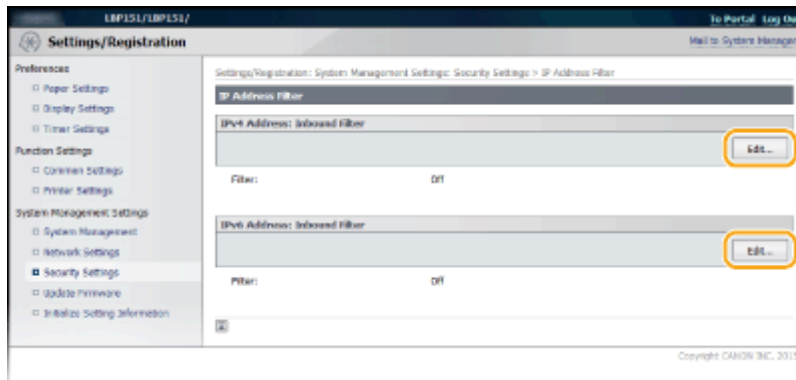 LBP151/LBP151/
To Portal Log Ou
Settings/Registration
Mail to System Manager
Preferences
Paper Settings
Display Settings
Timer Settings
Function Settings
Common Settings
Printer Settings
System Management Settings
System Management
Network Settings
Security Settings
Update Firmware
Initialize Setting Information
Settings/Registration: System Management Settings: Security Settings > IP Address Filter
IP Address Filter
IPv4 Address: Inbound Filter
Edit...
Filter: Off
IPv6 Address: Inbound Filter
Edit...
Filter: Off
Copyright CANON INC. 2015